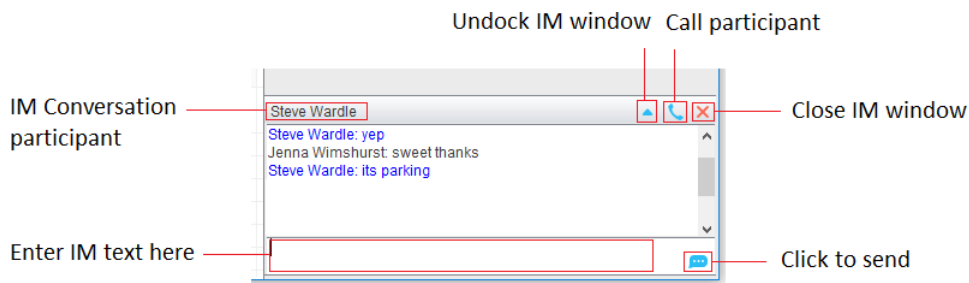 Undock IM window Call participant
IM Conversation
participant
Steve Wardle
Close IM window
Steve Wardle: yep
Jenna Wimshurst: sweet thanks
Steve Wardle: its parking
Enter IM text here
Click to send